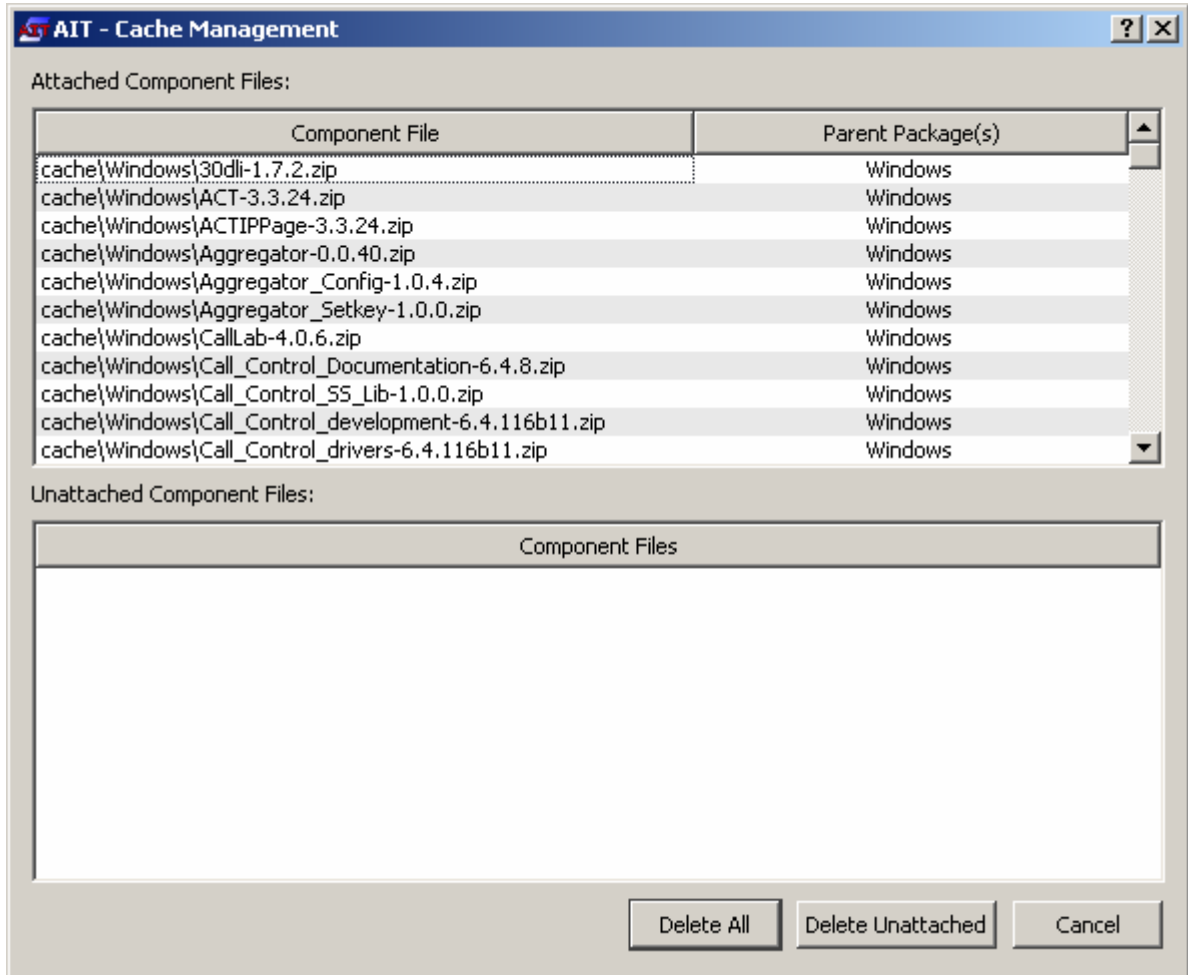 AIT AIT - Cache Management ? X
Attached Component Files:
Component File Parent Package(s)
cache\Windows\30dli-1.7.2.zip Windows
cache\Windows\ACT-3.3.24.zip Windows
cache\Windows\ACTIPPage-3.3.24.zip Windows
cache\Windows\Aggregator-0.0.40.zip Windows
cache\Windows\Aggregator_Config-1.0.4.zip Windows
cache\Windows\Aggregator_Setkey-1.0.0.zip Windows
cache\Windows\CallLab-4.0.6.zip Windows
cache\Windows\Call_Control_Documentation-6.4.8.zip Windows
cache\Windows\Call_Control_SS_Lib-1.0.0.zip Windows
cache\Windows\Call_Control_development-6.4.116b11.zip Windows
cache\Windows\Call_Control_drivers-6.4.116b11.zip Windows
Unattached Component Files:
Component Files
Delete All Delete Unattached Cancel